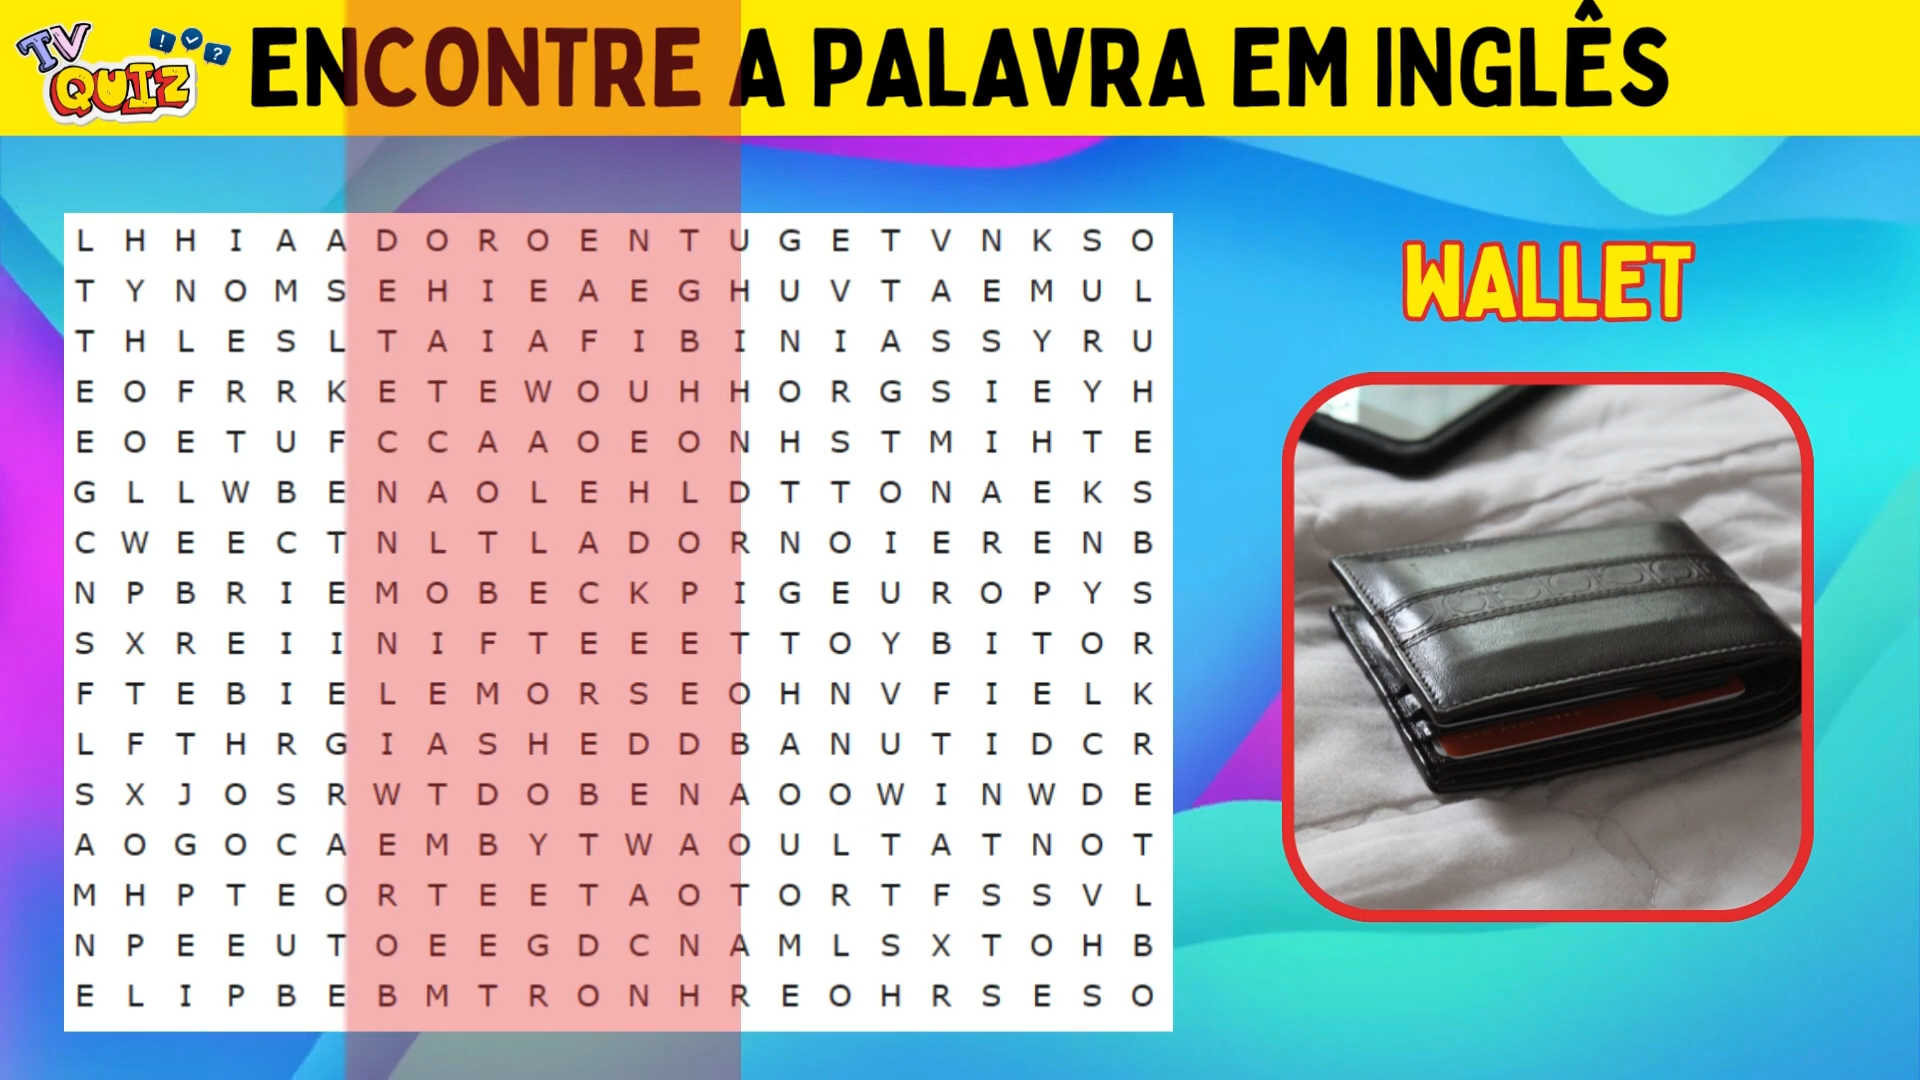 TV QUIZ ! ?
ENCONTRE A PALAVRA EM INGLÊS
L H H I A A D O R O E N T U G E T V N K S O
T Y N O M S E H I E A E G H U V T A E M U L
T H L E S L T A I A F I B I N I A S S Y R U
E O F R R K E T E W O U H H O R G S I E Y H
E O E T U F C C A A O E O N H S T M I H T E
G L L W B E N A O L E H L D T T O N A E K S
C W E E C T N L T L A D O R N O I E R E N B
N P B R I E M O B E C K P I G E U R O P Y S
S X R E I I N I F T E E E T T O Y B I T O R
F T E B I E L E M O R S E O H N V F I E L K
L F T H R G I A S H E D D B A N U T I D C R
S X J O S R W T D O B E N A O O W I N W D E
A O G O C A E M B Y T W A O U L T A T N O T
M H P T E O R T E E T A O T O R T F S S V L
N P E E U T O E E G D C N A M L S X T O H B
E L I P B E B M T R O N H R E O H R S E S O
WALLET